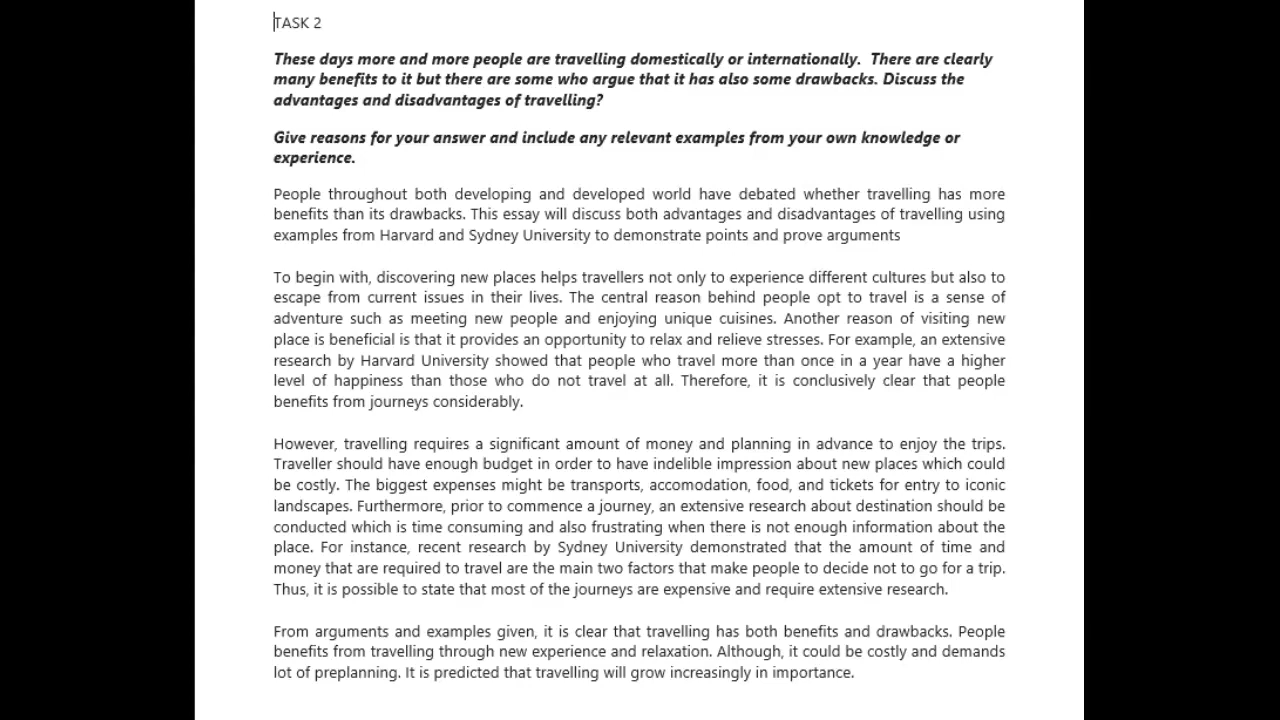 TASK 2
These days more and more people are travelling domestically or internationally.  There are clearly
many benefits to it but there are some who argue that it has also some drawbacks. Discuss the
advantages and disadvantages of travelling?
Give reasons for your answer and include any relevant examples from your own knowledge or
experience.
People throughout both developing and developed world have debated whether travelling has more
benefits than its drawbacks. This essay will discuss both advantages and disadvantages of travelling using
examples from Harvard and Sydney University to demonstrate points and prove arguments
To begin with, discovering new places helps travellers not only to experience different cultures but also to
escape from current issues in their lives. The central reason behind people opt to travel is a sense of
adventure such as meeting new people and enjoying unique cuisines. Another reason of visiting new
place is beneficial is that it provides an opportunity to relax and relieve stresses. For example, an extensive
research by Harvard University showed that people who travel more than once in a year have a higher
level of happiness than those who do not travel at all. Therefore, it is conclusively clear that people
benefits from journeys considerably.
However, travelling requires a significant amount of money and planning in advance to enjoy the trips.
Traveller should have enough budget in order to have indelible impression about new places which could
be costly. The biggest expenses might be transports, accomodation, food, and tickets for entry to iconic
landscapes. Furthermore, prior to commence a journey, an extensive research about destination should be
conducted which is time consuming and also frustrating when there is not enough information about the
place. For instance, recent research by Sydney University demonstrated that the amount of time and
money that are required to travel are the main two factors that make people to decide not to go for a trip.
Thus, it is possible to state that most of the journeys are expensive and require extensive research.
From arguments and examples given, it is clear that travelling has both benefits and drawbacks. People
benefits from travelling through new experience and relaxation. Although, it could be costly and demands
lot of preplanning. It is predicted that travelling will grow increasingly in importance.